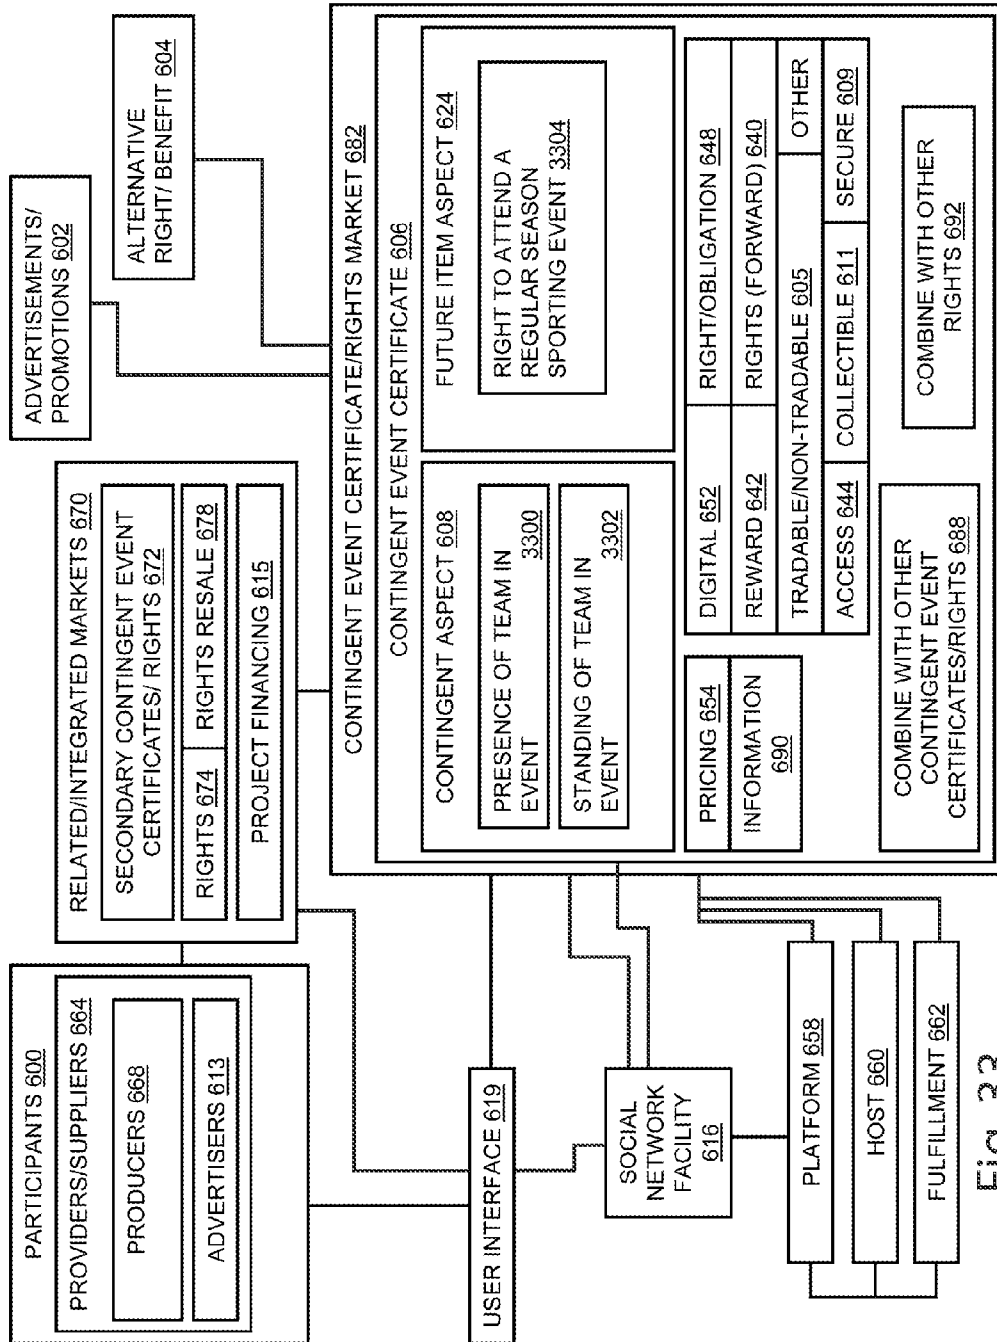 PARTICIPANTS 600
PROVIDERS/SUPPLIERS 664
PRODUCERS 668
ADVERTISERS 613
RELATED/INTEGRATED MARKETS 670
SECONDARY CONTINGENT EVENT
CERTIFICATES/ RIGHTS 672
RIGHTS 674
RIGHTS RESALE 678
PROJECT FINANCING 615
ADVERTISEMENTS/
PROMOTIONS 602
ALTERNATIVE
RIGHT/ BENEFIT 604
USER INTERFACE 619
SOCIAL
NETWORK
FACILITY
616
PLATFORM 658
HOST 660
FULFILLMENT 662
CONTINGENT EVENT CERTIFICATE/RIGHTS MARKET 682
CONTINGENT EVENT CERTIFICATE 606
CONTINGENT ASPECT 608
PRESENCE OF TEAM IN
EVENT 3300
STANDING OF TEAM IN
EVENT 3302
FUTURE ITEM ASPECT 624
RIGHT TO ATTEND A
REGULAR SEASON
SPORTING EVENT 3304
PRICING 654
INFORMATION
690
DIGITAL 652
RIGHT/OBLIGATION 648
REWARD 642
RIGHTS (FORWARD) 640
TRADABLE/NON-TRADABLE 605
OTHER
ACCESS 644
COLLECTIBLE 611
SECURE 609
COMBINE WITH OTHER
CONTINGENT EVENT
CERTIFICATES/RIGHTS 688
COMBINE WITH OTHER
RIGHTS 692
Fig. 33